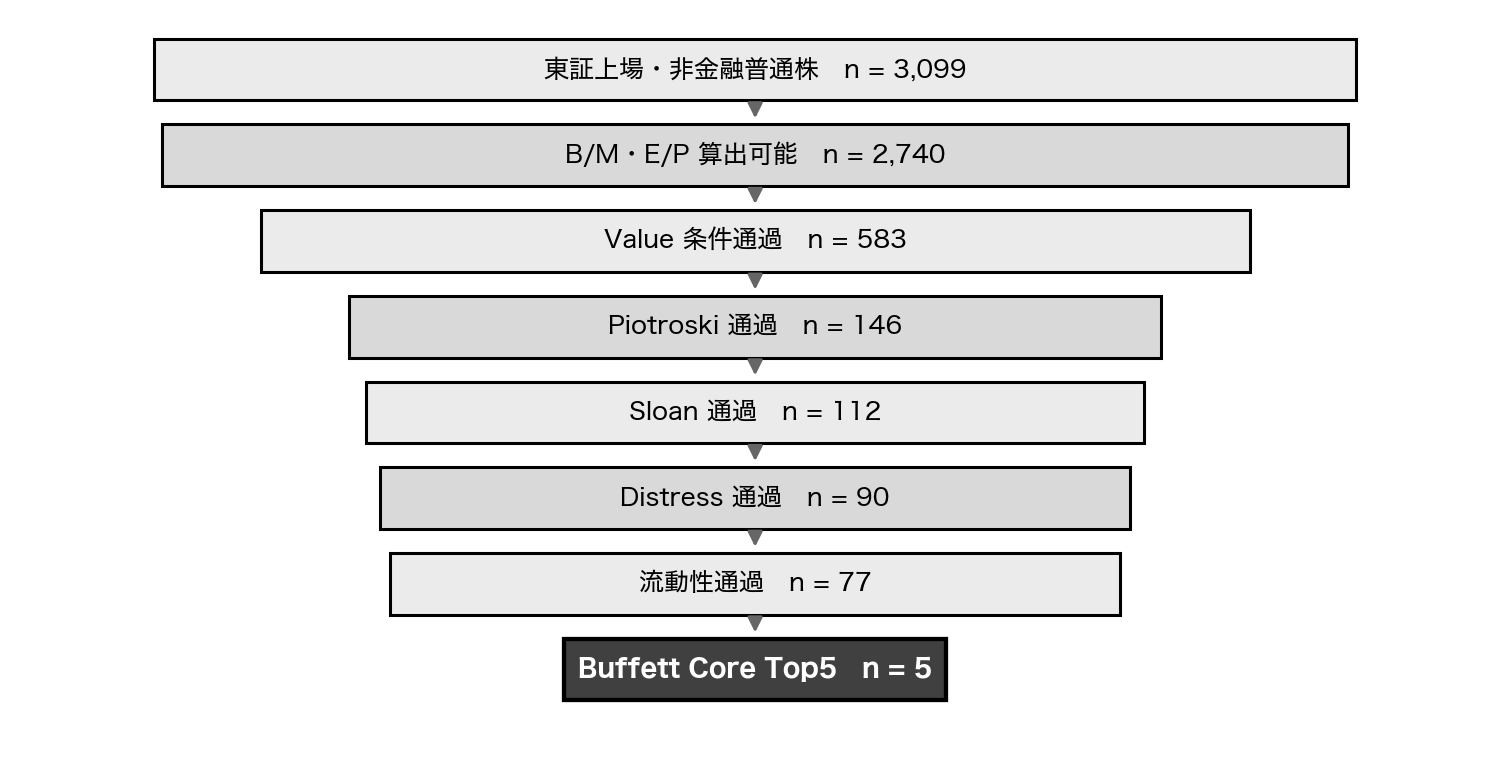 東証上場・非金融普通株 n = 3,099
B/M・E/P 算出可能 n = 2,740
Value 条件通過 n = 583
Piotroski 通過 n = 146
Sloan 通過 n = 112
Distress 通過 n = 90
流動性通過 n = 77
Buffett Core Top5 n = 5